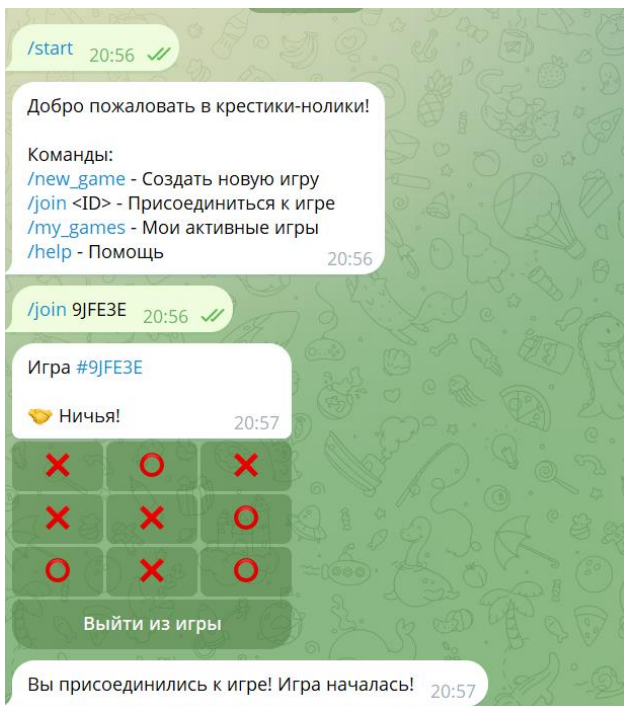 /start 20:56
Добро пожаловать в крестики-нолики!
Команды:
/new_game - Создать новую игру
/join <ID> - Присоединиться к игре
/my_games - Мои активные игры
/help - Помощь 20:56
/join 9JFE3E 20:56
Игра #9JFE3E
🤝 Ничья! 20:57
❌ ⭕ ❌
❌ ❌ ⭕
⭕ ❌ ⭕
Выйти из игры
Вы присоединились к игре! Игра началась! 20:57